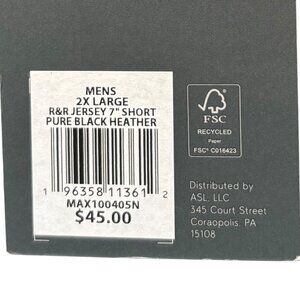 MENS
2X LARGE
R&R JERSEY 7" SHORT
PURE BLACK HEATHER
1 96358 11361 2
MAX100405N
$45.00
FSC
RECYCLED
Paper
FSC® C016423
Distributed by
ASL, LLC
345 Court Street
Coraopolis, PA
15108